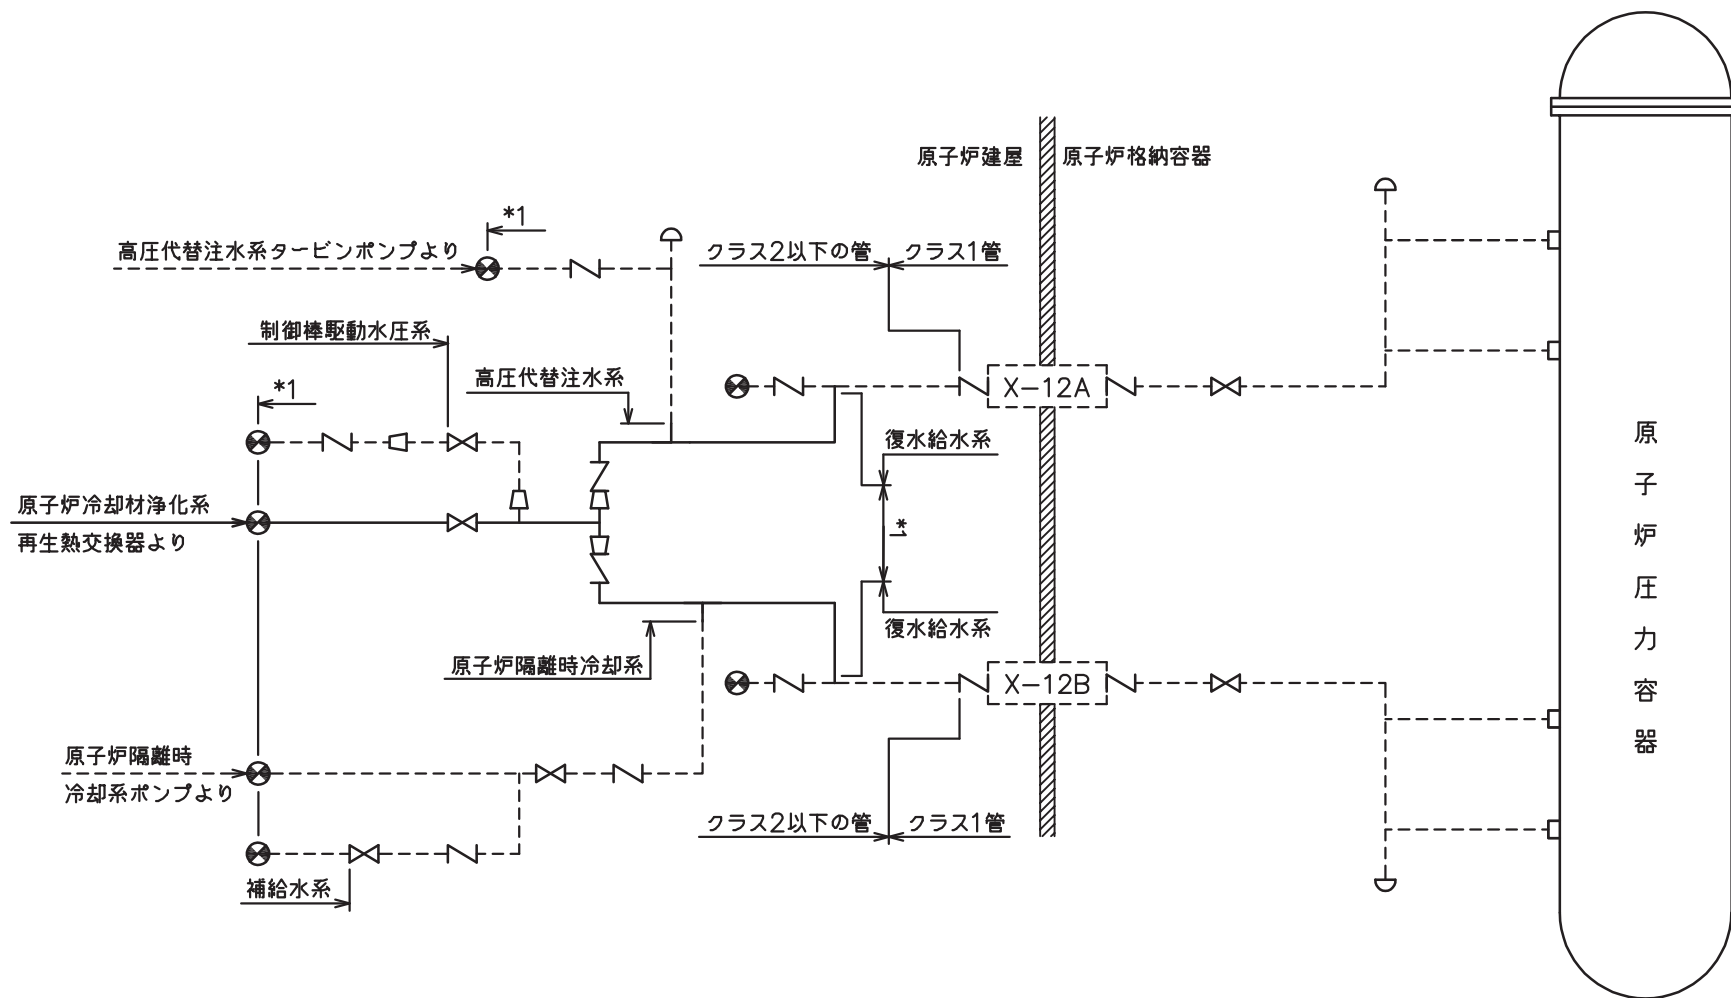 原子炉建屋
原子炉格納容器
*1
高圧代替注水系タービンポンプより
クラス2以下の管
クラス1管
制御棒駆動水圧系
*1
高圧代替注水系
X-12A
復水給水系
原子炉冷却材浄化系
再生熱交換器より
*1
復水給水系
原子炉隔離時冷却系
X-12B
原子炉隔離時
冷却系ポンプより
クラス2以下の管
クラス1管
補給水系
原子炉圧力容器